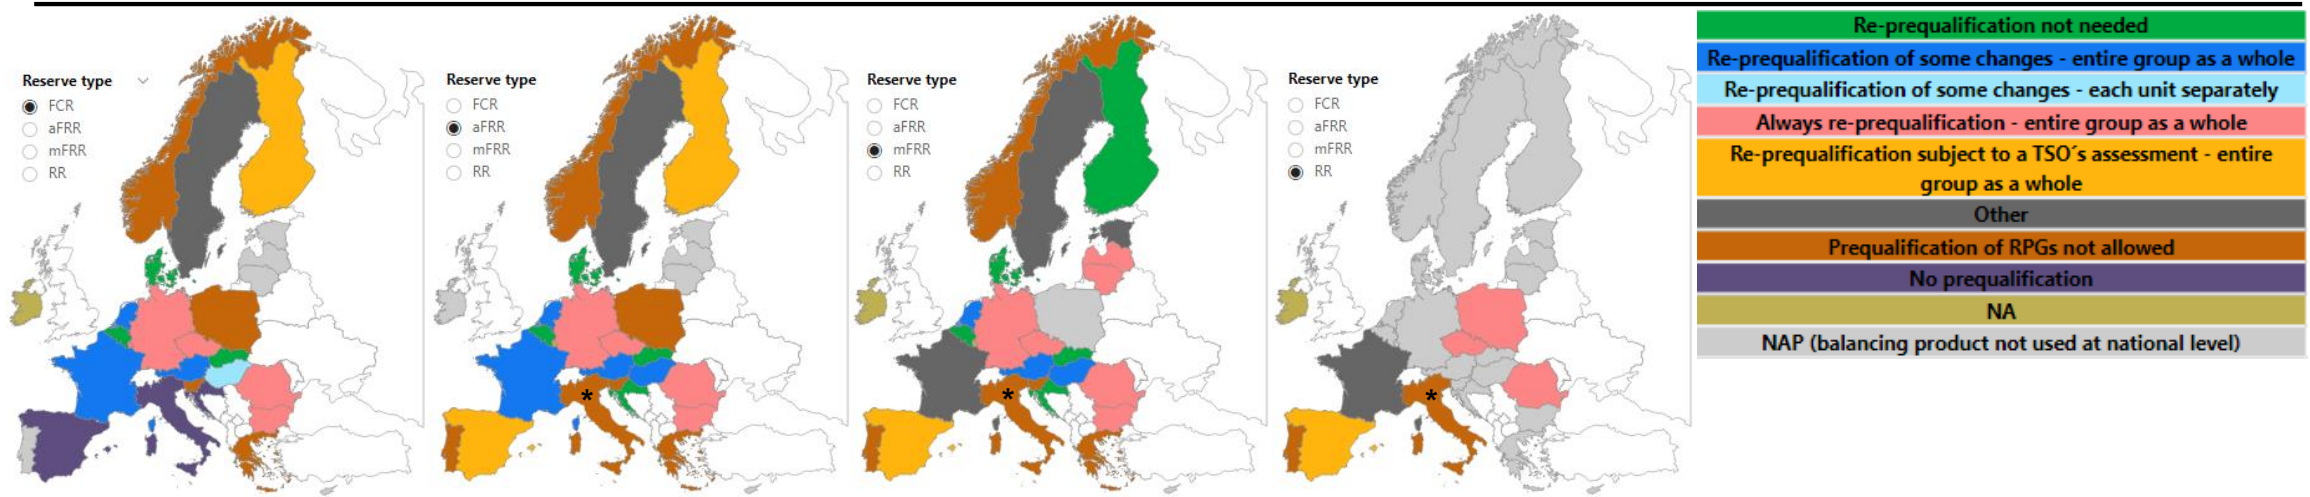 Reserve type
FCR
aFRR
mFRR
RR
Reserve type
FCR
aFRR
mFRR
RR
*
Reserve type
FCR
aFRR
mFRR
RR
*
Reserve type
FCR
aFRR
mFRR
RR
*
Re-prequalification not needed
Re-prequalification of some changes - entire group as a whole
Re-prequalification of some changes - each unit separately
Always re-prequalification - entire group as a whole
Re-prequalification subject to a TSO´s assessment - entire
group as a whole
Other
Prequalification of RPGs not allowed
No prequalification
NA
NAP (balancing product not used at national level)